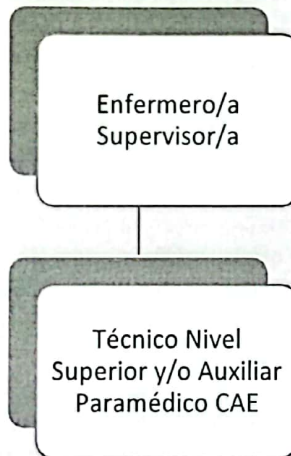 Enfermero/a
Supervisor/a
Técnico Nivel
Superior y/o Auxiliar
Paramédico CAE